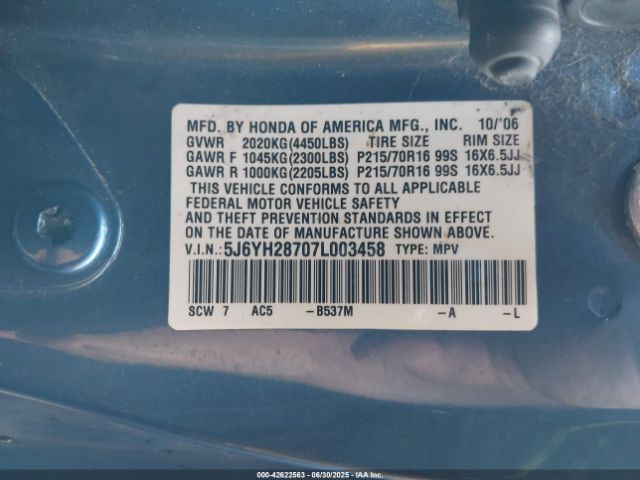 MFD. BY HONDA OF AMERICA MFG., INC. 10/'06
GVWR 2020KG(4450LBS) TIRE SIZE RIM SIZE
GAWR F 1045KG(2300LBS) P215/70R16 99S 16X6.5JJ
GAWR R 1000KG(2205LBS) P215/70R16 99S 16X6.5JJ
THIS VEHICLE CONFORMS TO ALL APPLICABLE
FEDERAL MOTOR VEHICLE SAFETY
AND THEFT PREVENTION STANDARDS IN EFFECT
ON THE DATE OF MANUFACTURE SHOWN ABOVE.
V.I.N.: 5J6YH28707L003458 TYPE: MPV
SCW 7 AC5 -B537M -A -L
000-42622563 - 06/30/2025 - IAAI Inc.